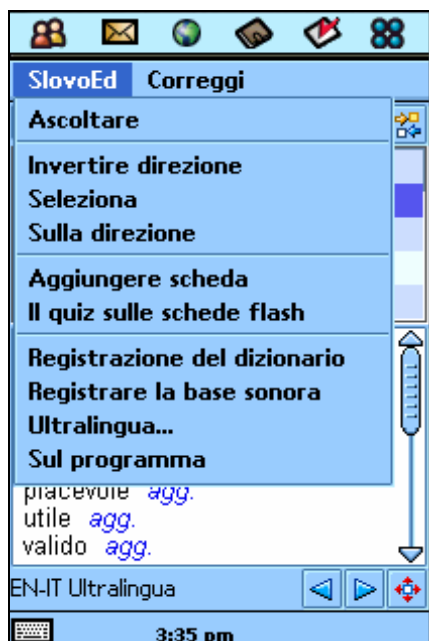 SlovoEd Correggi
Ascoltare
Invertire direzione
Seleziona
Sulla direzione
Aggiungere scheda
Il quiz sulle schede flash
Registrazione del dizionario
Registrare la base sonora
Ultralingua...
Sul programma
piacevole agg.
utile agg.
valido agg.
EN-IT Ultralingua
3:35 pm